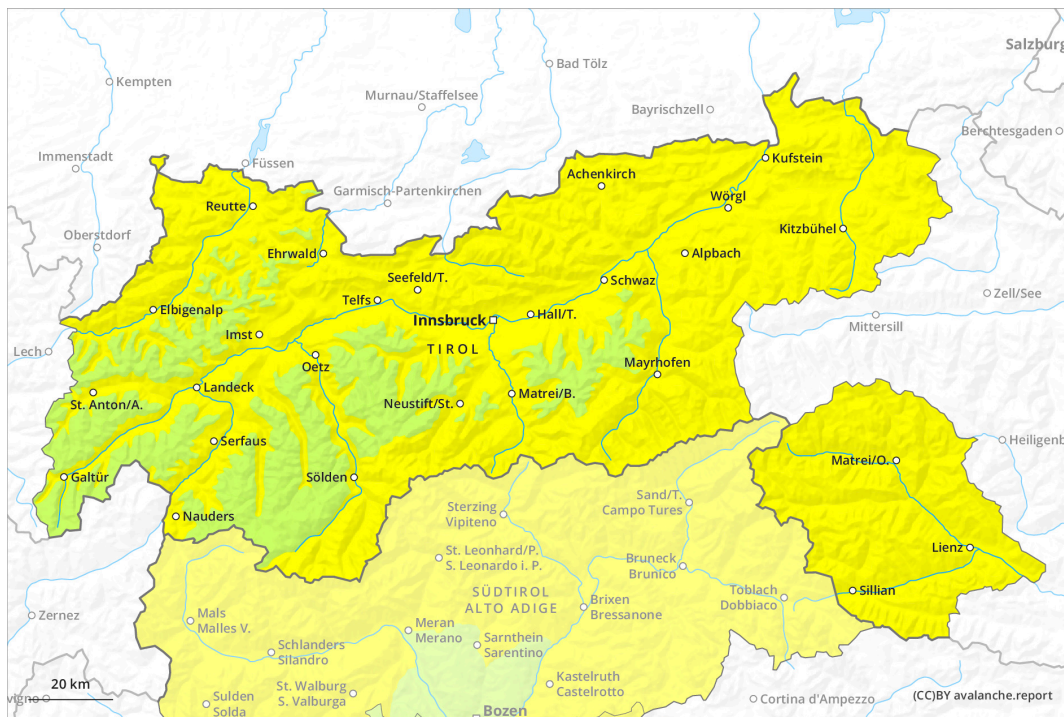 Salzburg
Bad Tölz
Kempten
Murnau/Staffelsee
Bayrischzell
Berchtesgaden
Immenstadt
Füssen
Kufstein
Achenkirch
Garmisch-Partenkirchen
Wörgl
Reutte
Kitzbühel
Oberstdorf
Ehrwald
Alpbach
Seefeld/T.
Schwaz
Zell/See
Telfs
Elbigenalp
Innsbruck
Hall/T.
Mittersill
Imst
Lech
TIROL
Oetz
Mayrhofen
Landeck
St. Anton/A.
Neustift/St.
Matrei/B.
Serfaus
Heiligenb
Matrei/O.
Galtür
Sölden
Sand/T.
Campo Tures
Sterzing
Vipiteno
Nauders
Lienz
St. Leonhard/P.
S. Leonardo i. P.
Bruneck
Brunico
SÜDTIROL
ALTO ADIGE
Toblach
Dobbiaco
Sillian
Brixen
Bressanone
Zernez
Mals
Malles V.
Meran
Merano
Sarnthein
Sarentino
Schlanders
Silandro
Kastelruth
Castelrotto
20 km
St. Walburg
S. Valburga
vigno
Sulden
Solda
Cortina d'Ampezzo
(CC)BY avalanche.report
Bozen